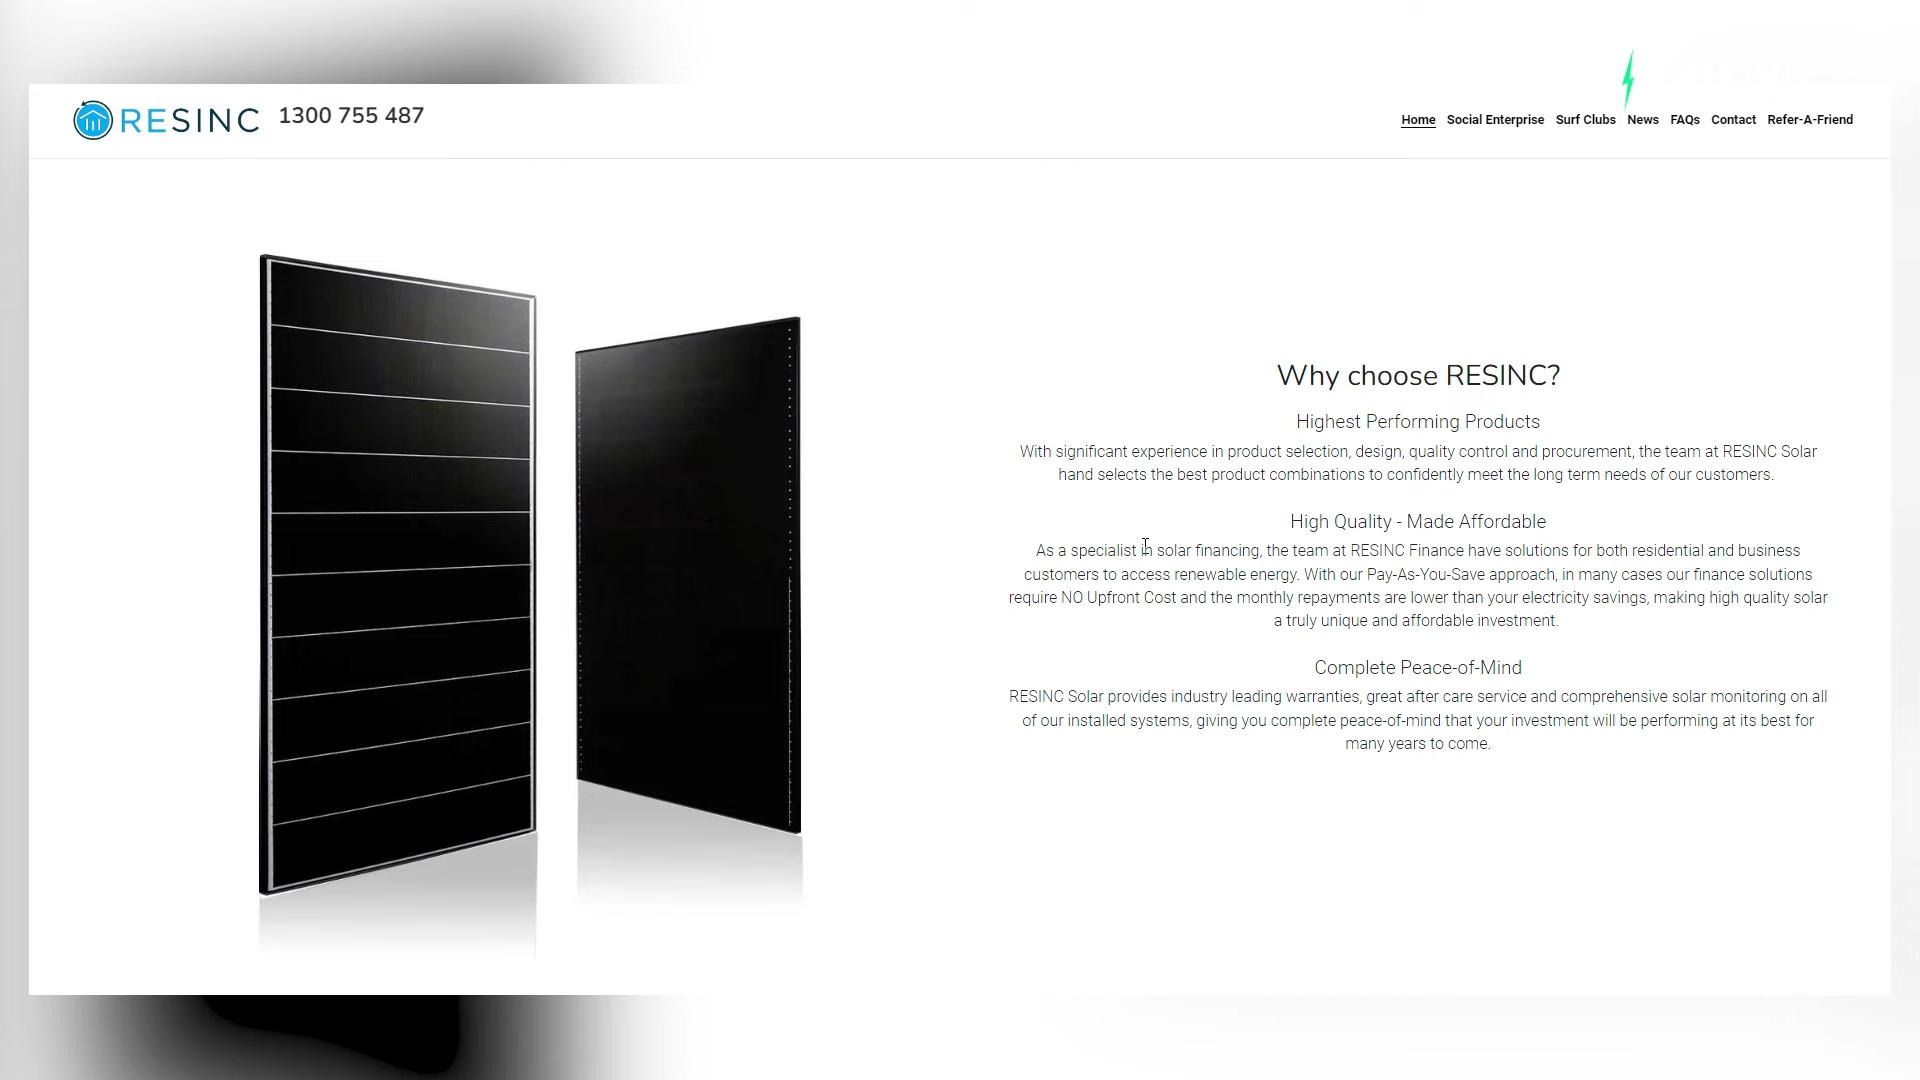 RESINC 1300 755 487
Home Social Enterprise Surf Clubs News FAQs Contact Refer-A-Friend
Why choose RESINC?
Highest Performing Products
With significant experience in product selection, design, quality control and procurement, the team at RESINC Solar
hand selects the best product combinations to confidently meet the long term needs of our customers.
High Quality - Made Affordable
As a specialist in solar financing, the team at RESINC Finance have solutions for both residential and business
customers to access renewable energy. With our Pay-As-You-Save approach, in many cases our finance solutions
require NO Upfront Cost and the monthly repayments are lower than your electricity savings, making high quality solar
a truly unique and affordable investment.
Complete Peace-of-Mind
RESINC Solar provides industry leading warranties, great after care service and comprehensive solar monitoring on all
of our installed systems, giving you complete peace-of-mind that your investment will be performing at its best for
many years to come.